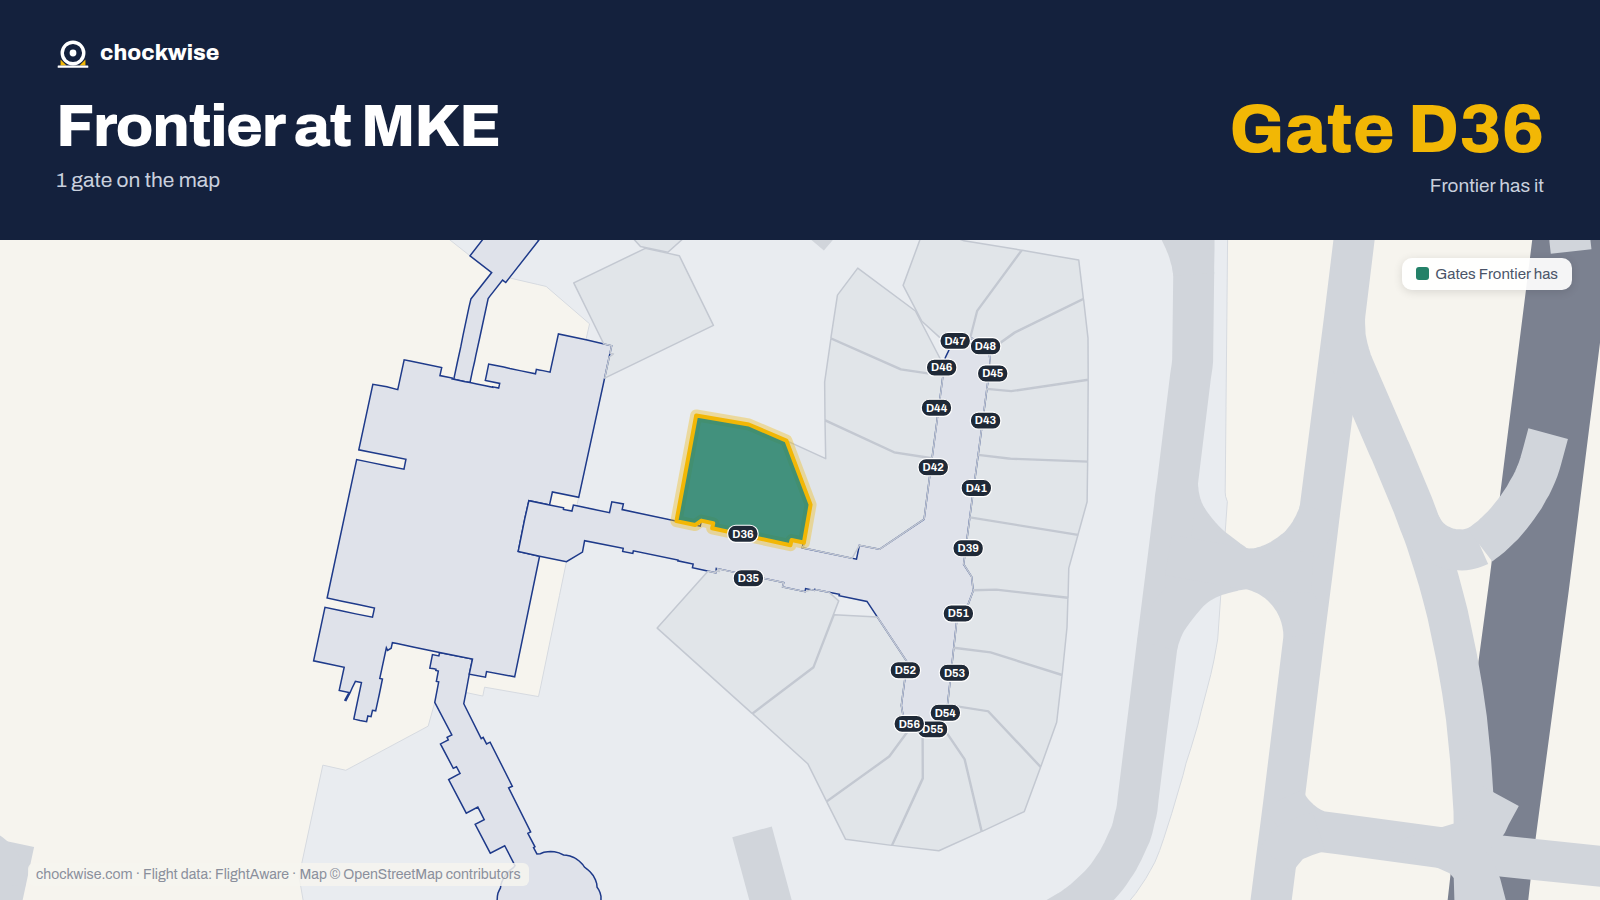 chockwise
Frontier at MKE
1 gate on the map
Gate D36
Frontier has it
Gates Frontier has
D47
D48
D46
D45
D44
D43
D42
D41
D36
D39
D35
D51
D52
D53
D54
D56
D55
chockwise.com · Flight data: FlightAware · Map © OpenStreetMap contributors